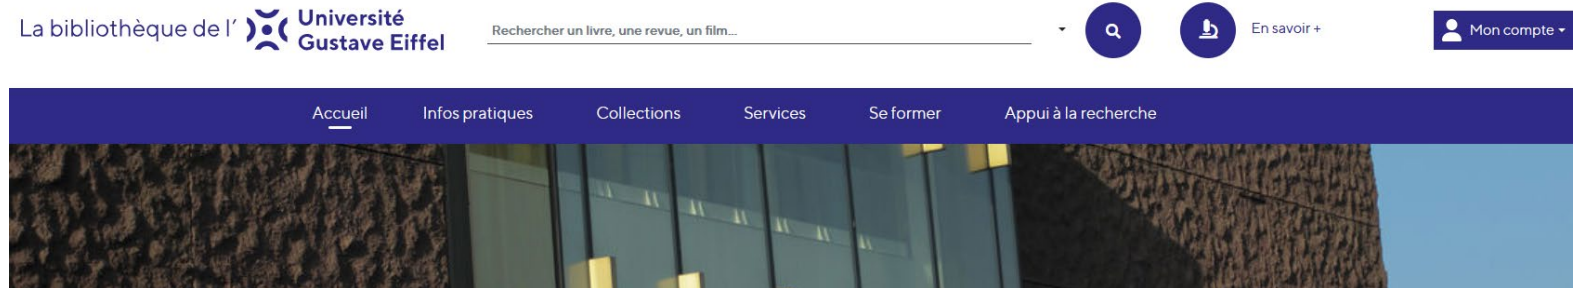 La bibliothèque de l’ Université
Gustave Eiffel
Rechercher un livre, une revue, un film...
En savoir +
Mon compte
Accueil Infos pratiques Collections Services Se former Appui à la recherche